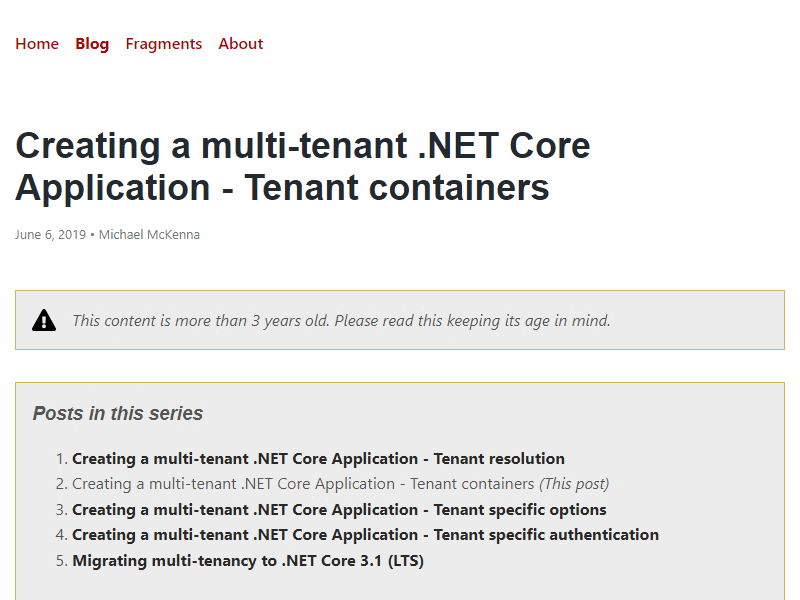 Home Blog Fragments About
Creating a multi-tenant .NET Core
Application - Tenant containers
June 6, 2019 • Michael McKenna
This content is more than 3 years old. Please read this keeping its age in mind.
Posts in this series
1. Creating a multi-tenant .NET Core Application - Tenant resolution
2. Creating a multi-tenant .NET Core Application - Tenant containers (This post)
3. Creating a multi-tenant .NET Core Application - Tenant specific options
4. Creating a multi-tenant .NET Core Application - Tenant specific authentication
5. Migrating multi-tenancy to .NET Core 3.1 (LTS)